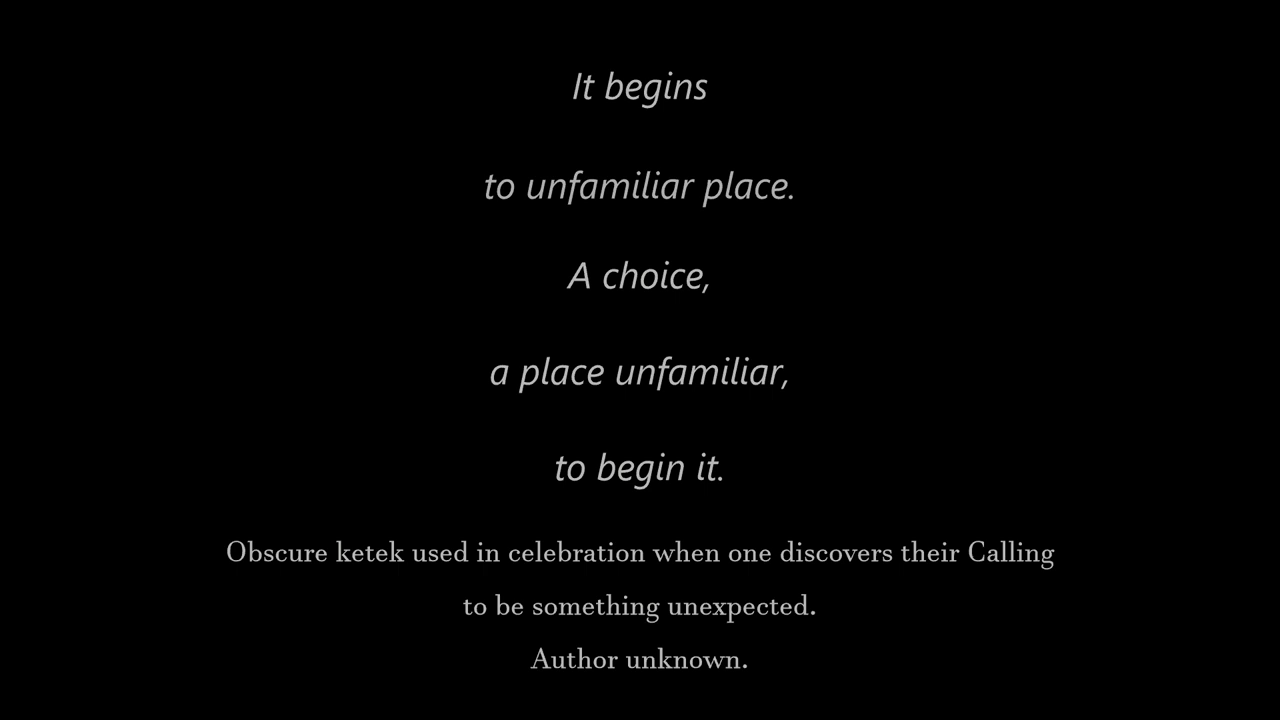 It begins
to unfamiliar place.
A choice,
a place unfamiliar,
to begin it.
Obscure ketek used in celebration when one discovers their Calling
to be something unexpected.
Author unknown.